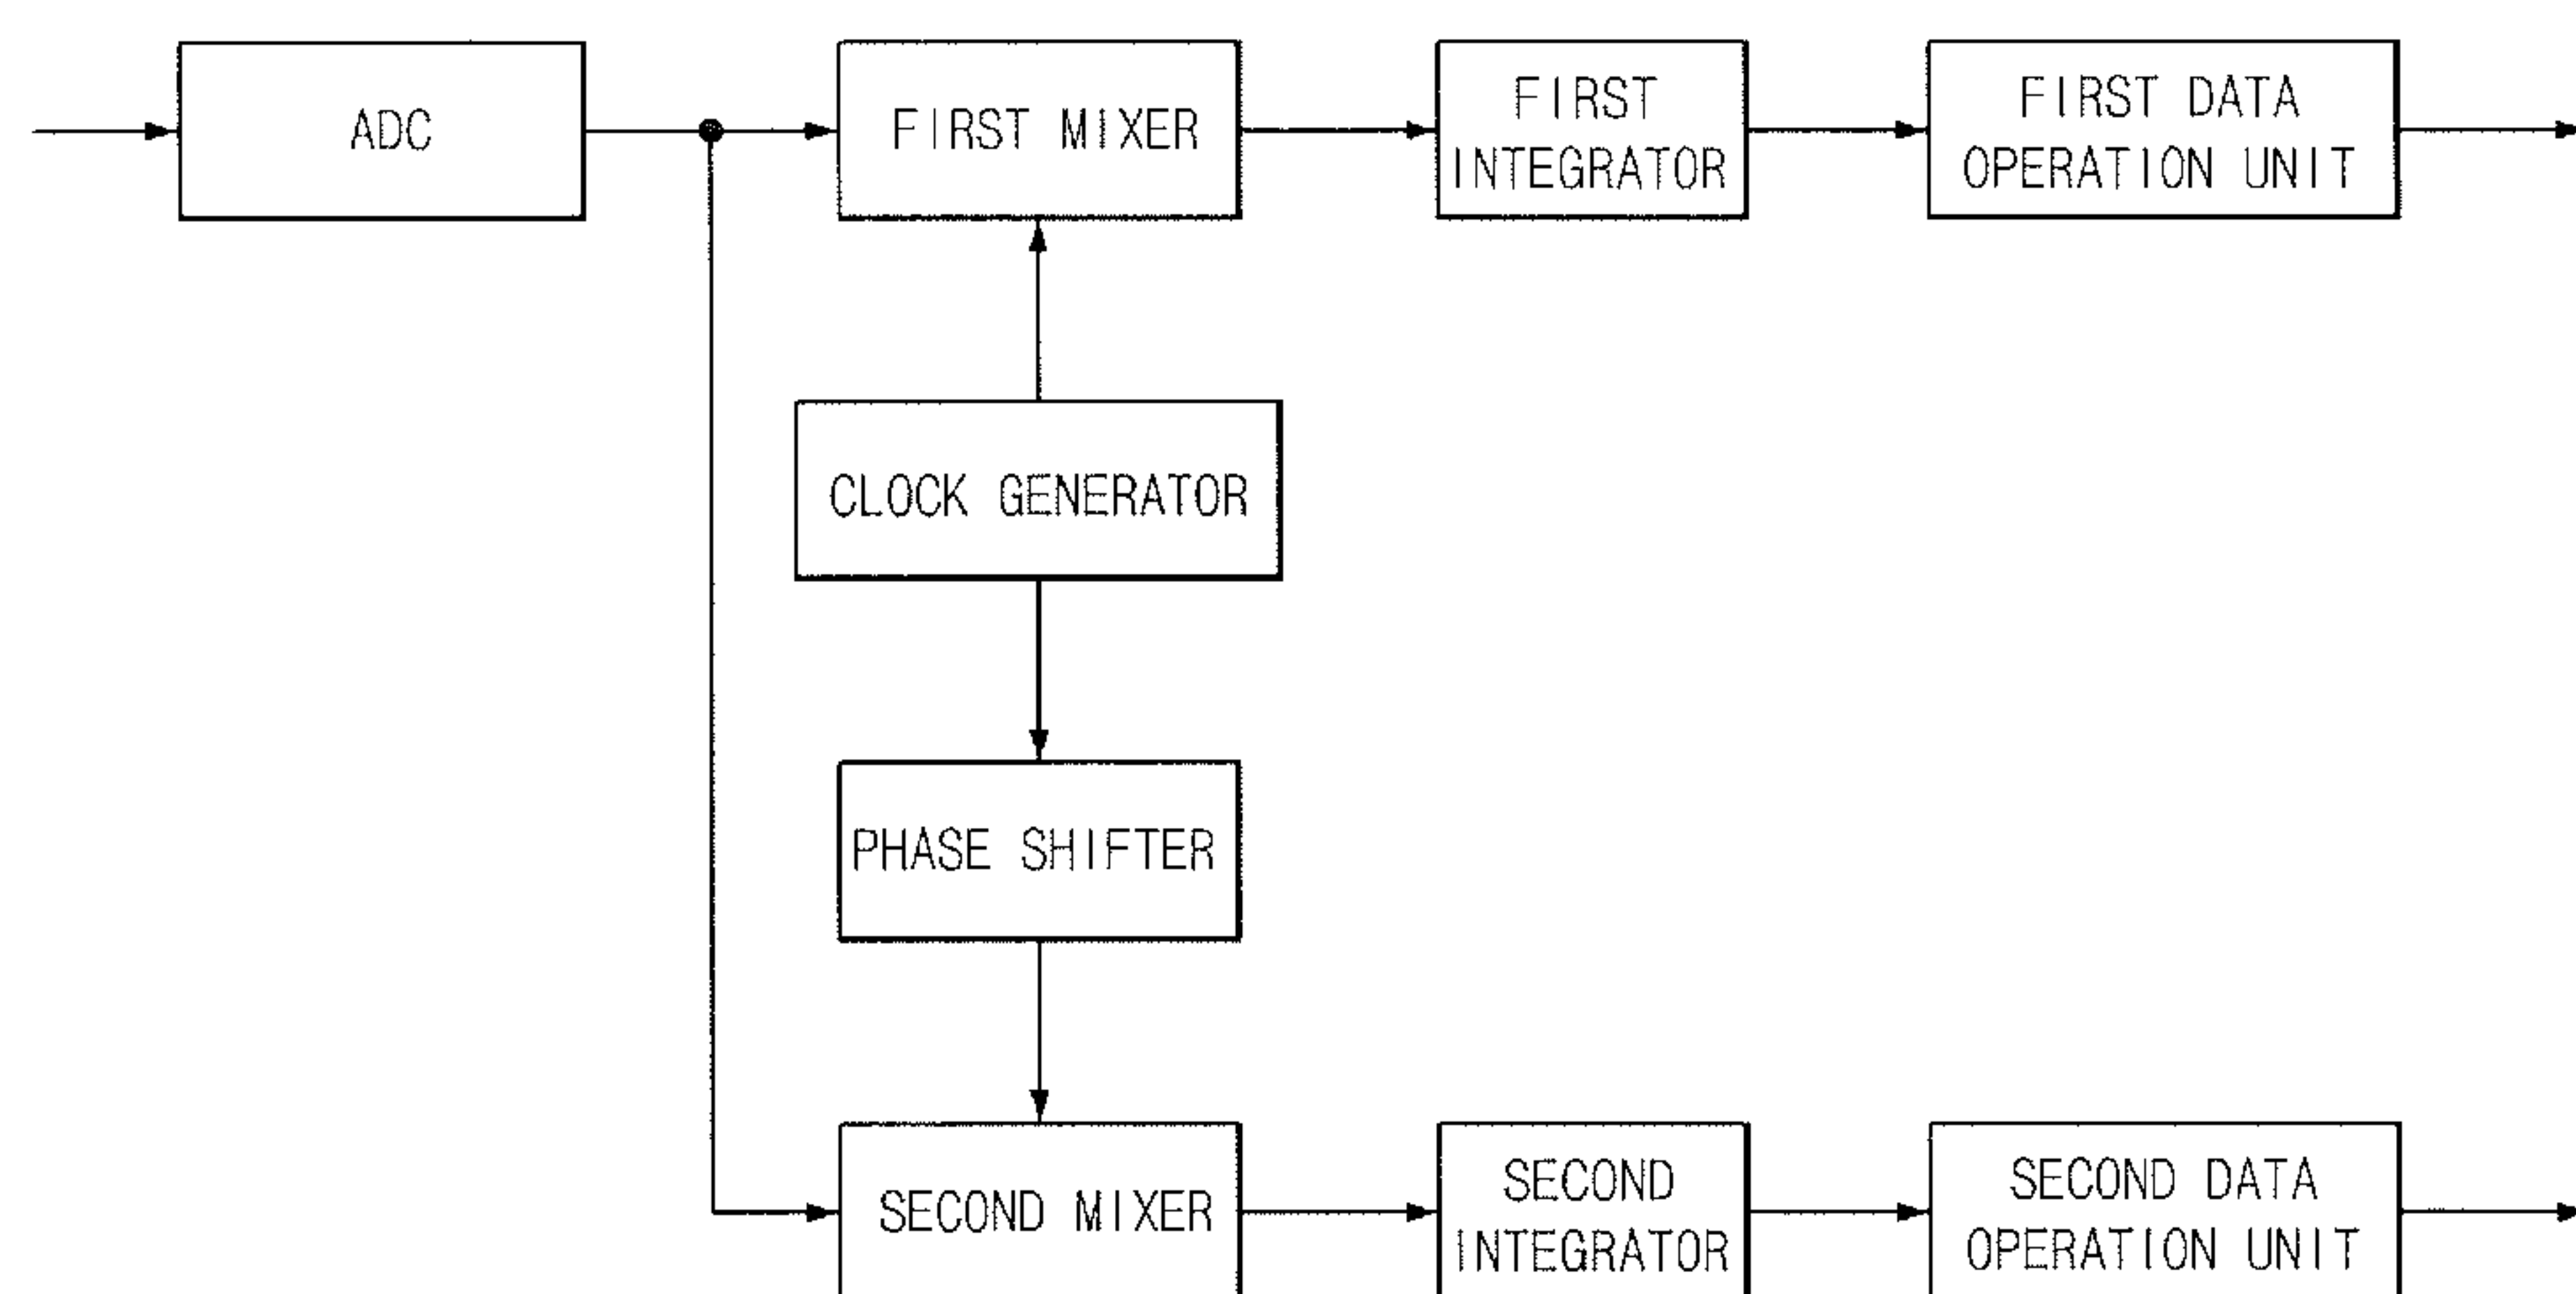 ADC
FIRST MIXER
FIRST
INTEGRATOR
FIRST DATA
OPERATION UNIT
CLOCK GENERATOR
PHASE SHIFTER
SECOND MIXER
SECOND
INTEGRATOR
SECOND DATA
OPERATION UNIT